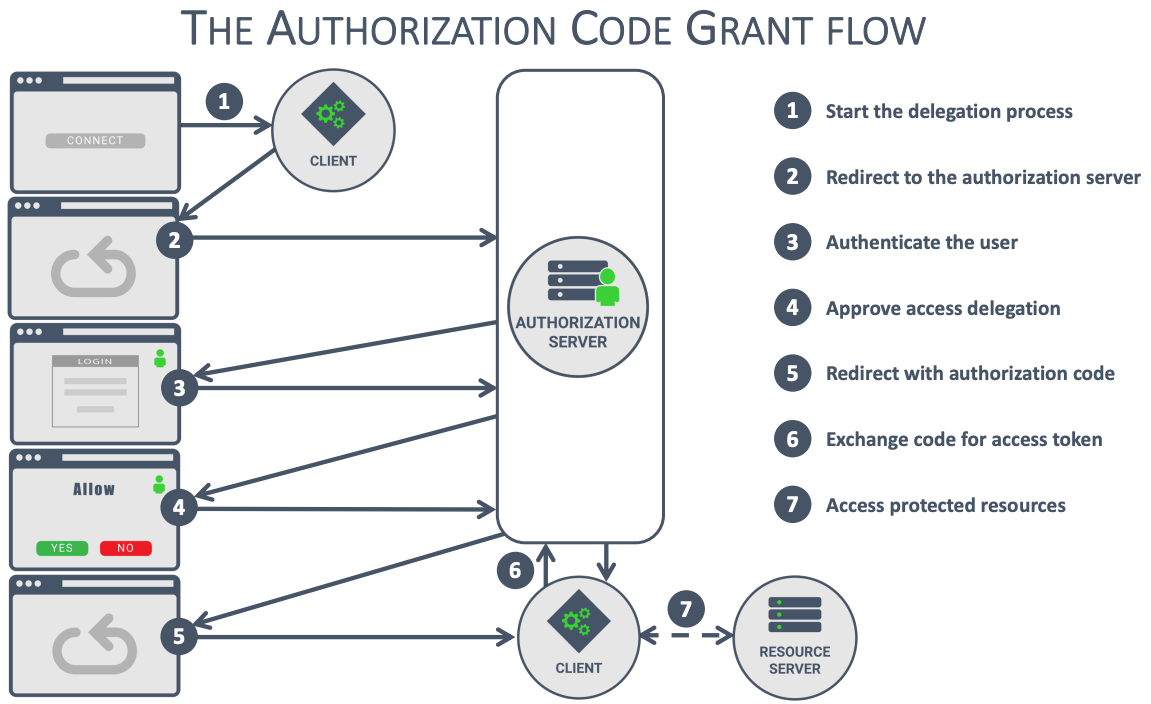 THE AUTHORIZATION CODE GRANT FLOW
CONNECT
1
CLIENT
2
AUTHORIZATION
SERVER
LOGIN
3
Allow
YES NO
4
5
6
CLIENT
7
RESOURCE
SERVER
1 Start the delegation process
2 Redirect to the authorization server
3 Authenticate the user
4 Approve access delegation
5 Redirect with authorization code
6 Exchange code for access token
7 Access protected resources